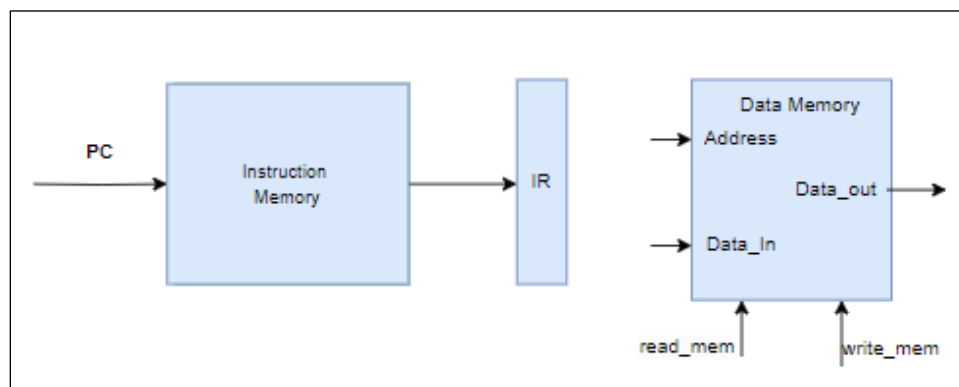 PC
Instruction
Memory
IR
Data Memory
Address
Data_out
Data_In
read_mem
write_mem